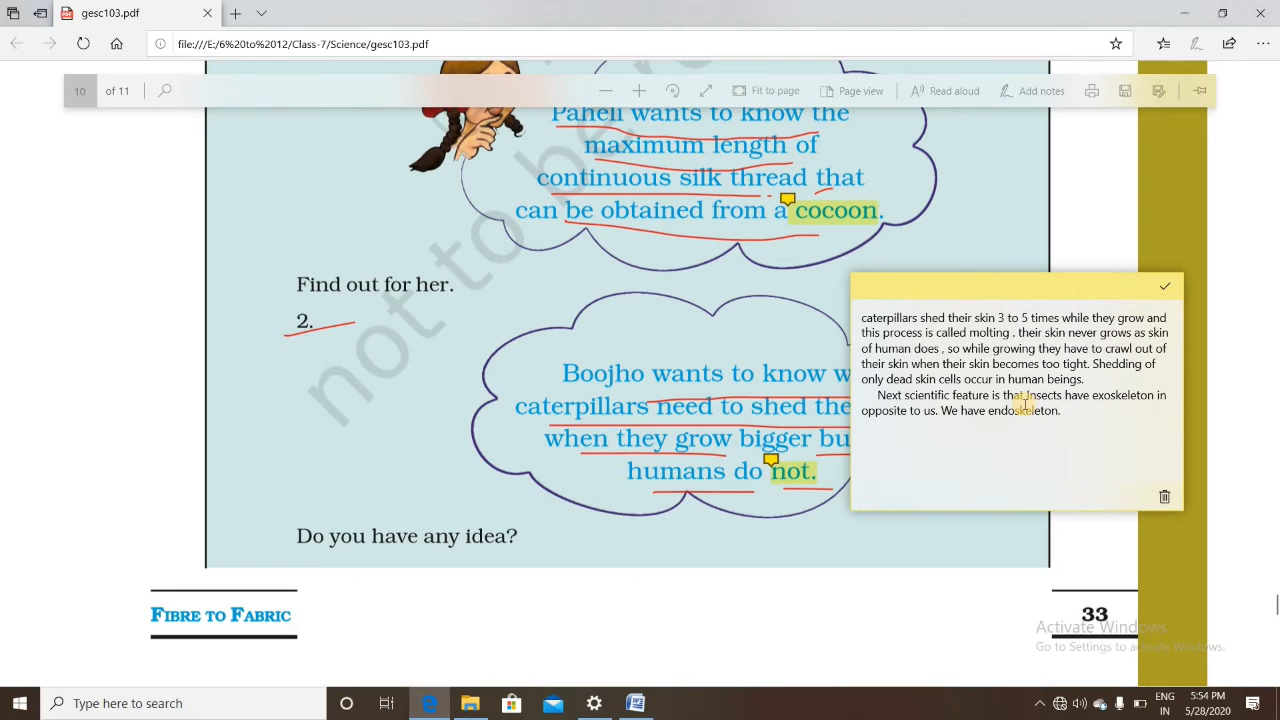 gesc103.pdf
file:///E:/6%20to%2012/Class-7/Science/gesc103.pdf
10 of 11
Fit to page
Page view
Read aloud
Add notes
Paheli wants to know the
maximum length of
continuous silk thread that
can be obtained from a cocoon.
Find out for her.
2.
Boojho wants to know w
caterpillars need to shed the
when they grow bigger bu
humans do not.
caterpillars shed their skin 3 to 5 times while they grow and
this process is called molting . their skin never grows as skin
of human does , so while growing they have to crawl out of
their skin when their skin becomes too tight. Shedding of
only dead skin cells occur in human beings.
Next scientific feature is that insects have exoskeleton in
opposite to us. We have endoskeleton.
Do you have any idea?
not to be re
FIBRE TO FABRIC
33
Activate Windows
Go to Settings to activate Windows.
Type here to search
ENG
IN
5:54 PM
5/28/2020